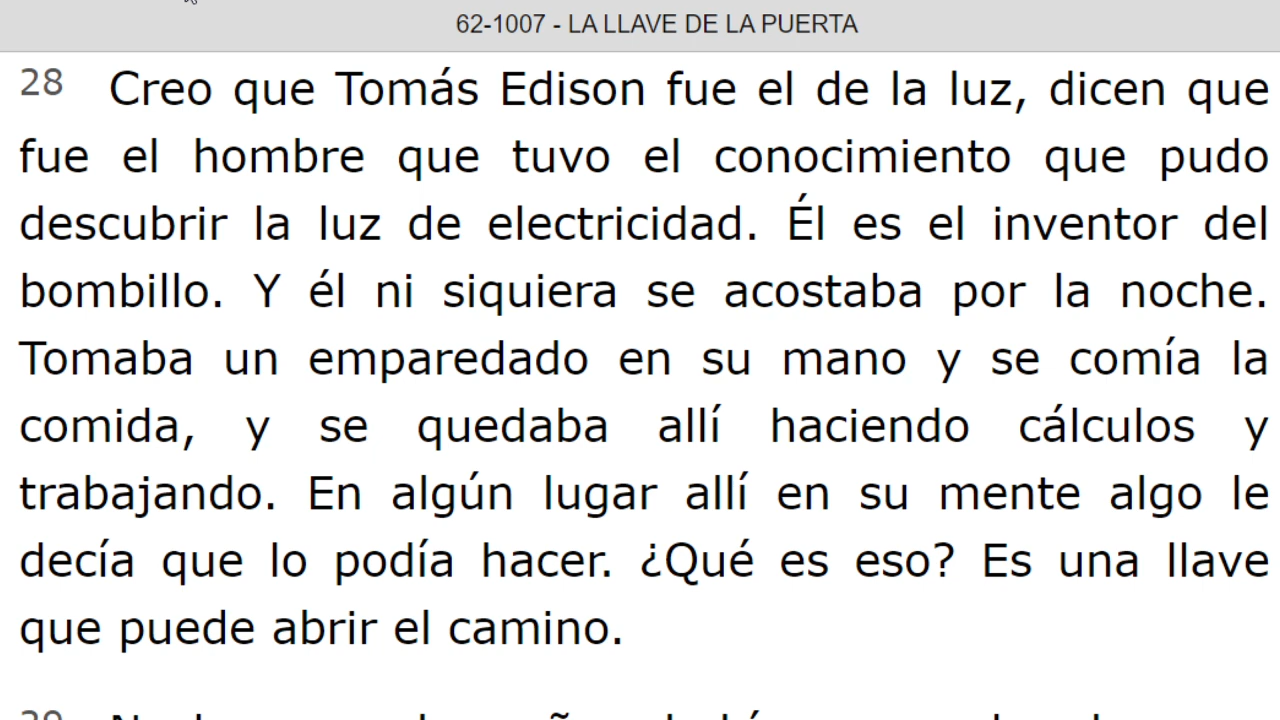 62-1007 - LA LLAVE DE LA PUERTA
28 Creo que Tomás Edison fue el de la luz, dicen que
fue el hombre que tuvo el conocimiento que pudo
descubrir la luz de electricidad. Él es el inventor del
bombillo. Y él ni siquiera se acostaba por la noche.
Tomaba un emparedado en su mano y se comía la
comida, y se quedaba allí haciendo cálculos y
trabajando. En algún lugar allí en su mente algo le
decía que lo podía hacer. ¿Qué es eso? Es una llave
que puede abrir el camino.